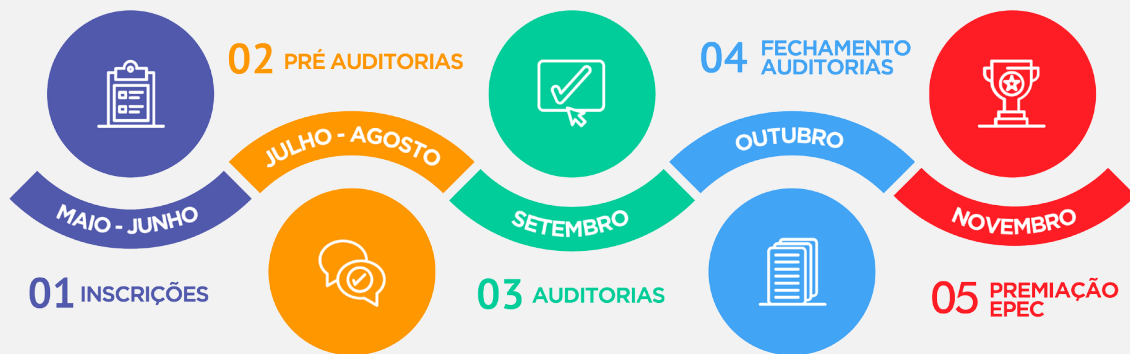 MAIO - JUNHO
01 INSCRIÇÕES
02 PRÉ AUDITORIAS
JULHO - AGOSTO
SETEMBRO
03 AUDITORIAS
04 FECHAMENTO
AUDITORIAS
OUTUBRO
NOVEMBRO
05 PREMIAÇÃO
EPEC